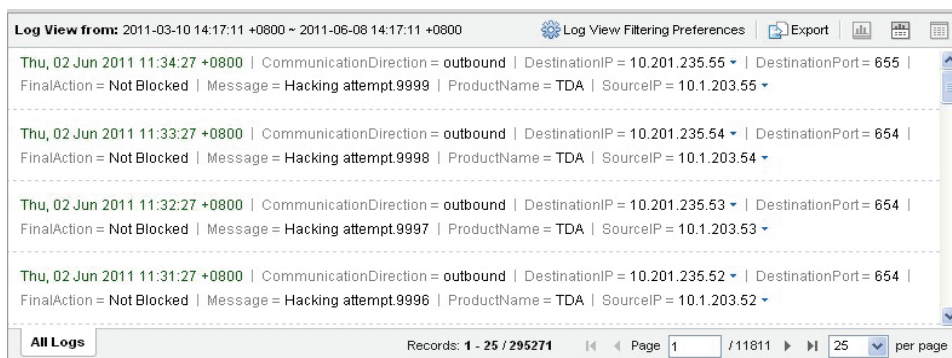 Log View from: 2011-03-10 14:17:11 +0800 ~ 2011-06-08 14:17:11 +0800 Log View Filtering Preferences | Export
Thu, 02 Jun 2011 11:34:27 +0800 | CommunicationDirection = outbound | DestinationIP = 10.201.235.55 | DestinationPort = 655 |
FinalAction = Not Blocked | Message = Hacking attempt.9999 | ProductName = TDA | SourceIP = 10.1.203.55
Thu, 02 Jun 2011 11:33:27 +0800 | CommunicationDirection = outbound | DestinationIP = 10.201.235.54 | DestinationPort = 654 |
FinalAction = Not Blocked | Message = Hacking attempt.9998 | ProductName = TDA | SourceIP = 10.1.203.54
Thu, 02 Jun 2011 11:32:27 +0800 | CommunicationDirection = outbound | DestinationIP = 10.201.235.53 | DestinationPort = 654 |
FinalAction = Not Blocked | Message = Hacking attempt.9997 | ProductName = TDA | SourceIP = 10.1.203.53
Thu, 02 Jun 2011 11:31:27 +0800 | CommunicationDirection = outbound | DestinationIP = 10.201.235.52 | DestinationPort = 654 |
FinalAction = Not Blocked | Message = Hacking attempt.9996 | ProductName = TDA | SourceIP = 10.1.203.52
All Logs Records: 1 - 25 / 295271 Page 1 / 11811 25 per page